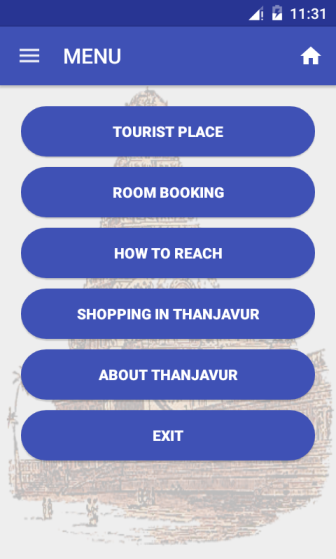 11:31
MENU
TOURIST PLACE
ROOM BOOKING
HOW TO REACH
SHOPPING IN THANJAVUR
ABOUT THANJAVUR
EXIT